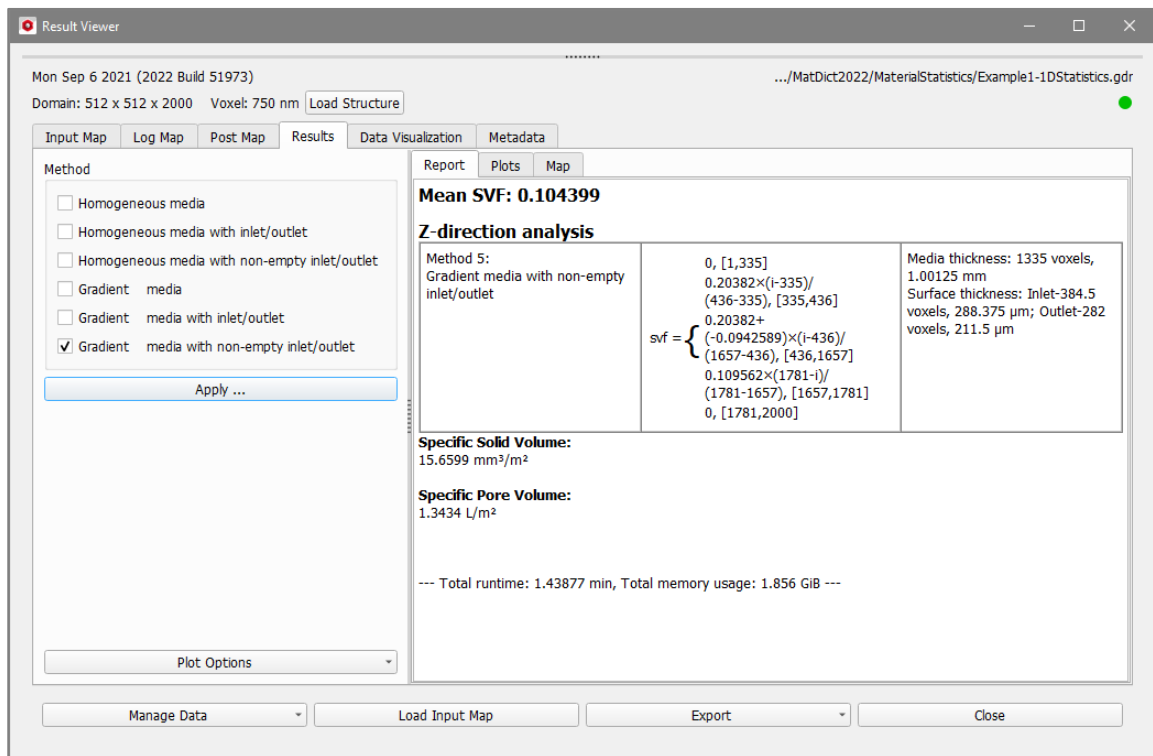 Result Viewer
Mon Sep 6 2021 (2022 Build 51973)
.../MatDict2022/MaterialStatistics/Example1-1DStatistics.gdr
Domain: 512 x 512 x 2000 Voxel: 750 nm Load Structure
Input Map Log Map Post Map Results Data Visualization Metadata
Method
Homogeneous media
Homogeneous media with inlet/outlet
Homogeneous media with non-empty inlet/outlet
Gradient media
Gradient media with inlet/outlet
Gradient media with non-empty inlet/outlet
Apply ...
Plot Options
Report Plots Map
Mean SVF: 0.104399
Z-direction analysis
Method 5:
Gradient media with non-empty
inlet/outlet
svf = {
0, [1,335]
0.20382×(i-335)/
(436-335), [335,436]
0.20382+
(-0.0942589)×(i-436)/
(1657-436), [436,1657]
0.109562×(1781-i)/
(1781-1657), [1657,1781]
0, [1781,2000]
Media thickness: 1335 voxels,
1.00125 mm
Surface thickness: Inlet-384.5
voxels, 288.375 µm; Outlet-282
voxels, 211.5 µm
Specific Solid Volume:
15.6599 mm³/m²
Specific Pore Volume:
1.3434 L/m²
--- Total runtime: 1.43877 min, Total memory usage: 1.856 GiB ---
Manage Data Load Input Map Export Close